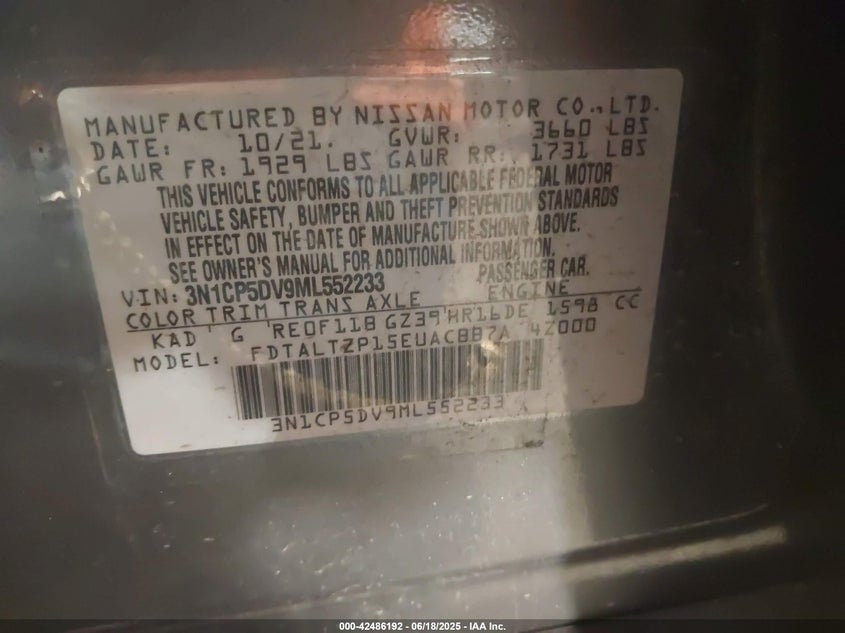 MANUFACTURED BY NISSAN MOTOR CO., LTD.
DATE: 10/21. GVWR: 3660 LBS
GAWR FR: 1929 LBS GAWR RR: 1731 LBS
THIS VEHICLE CONFORMS TO ALL APPLICABLE FEDERAL MOTOR
VEHICLE SAFETY, BUMPER AND THEFT PREVENTION STANDARDS
IN EFFECT ON THE DATE OF MANUFACTURE SHOWN ABOVE.
SEE OWNER'S MANUAL FOR ADDITIONAL INFORMATION.
VIN: 3N1CP5DV9ML552233 PASSENGER CAR.
COLOR TRIM TRANS AXLE ENGINE
KAD G RE0F11B GZ39 HR16DE 1598 CC
MODEL: FDTALTZP15EUAC8B7A 4Z000
3N1CP5DV9ML552233
000-42486192 - 06/18/2025 - IAA Inc.